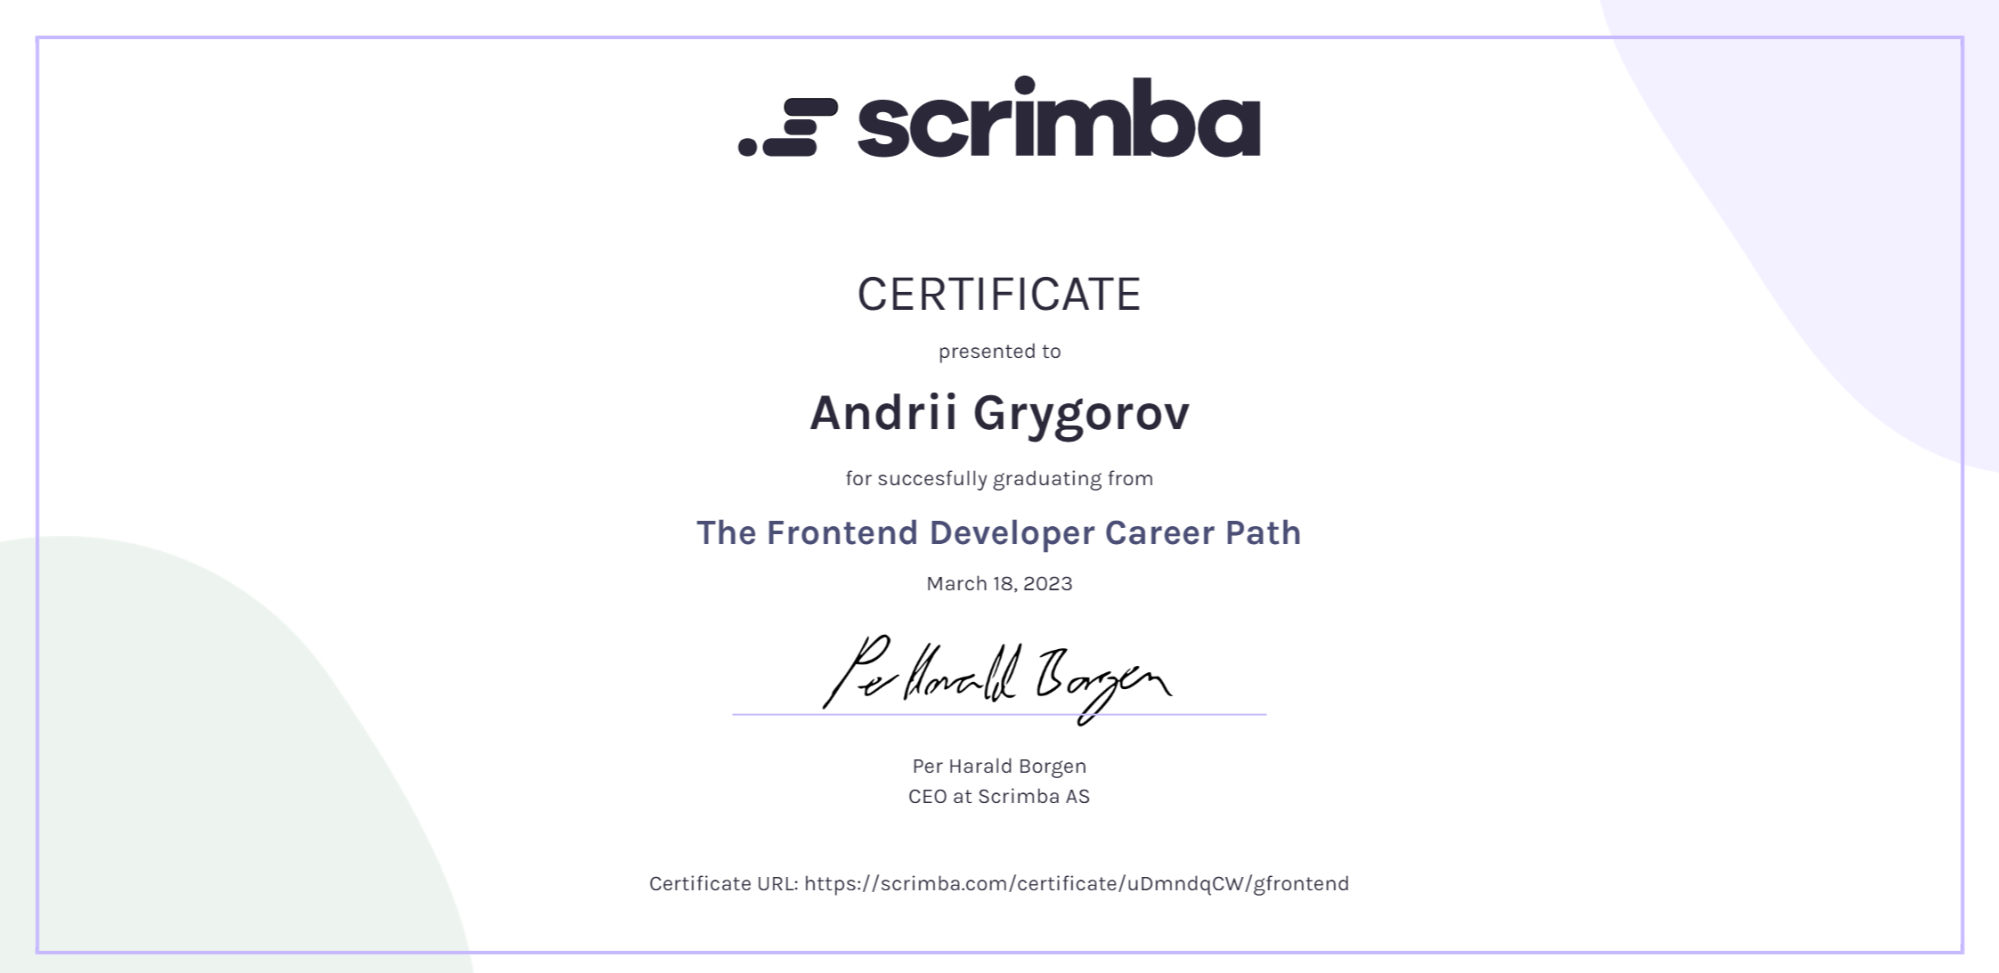 scrimba
CERTIFICATE
presented to
Andrii Grygorov
for succesfully graduating from
The Frontend Developer Career Path
March 18, 2023
Per Harald Borgen
Per Harald Borgen
CEO at Scrimba AS
Certificate URL: https://scrimba.com/certificate/uDmndqCW/gfrontend